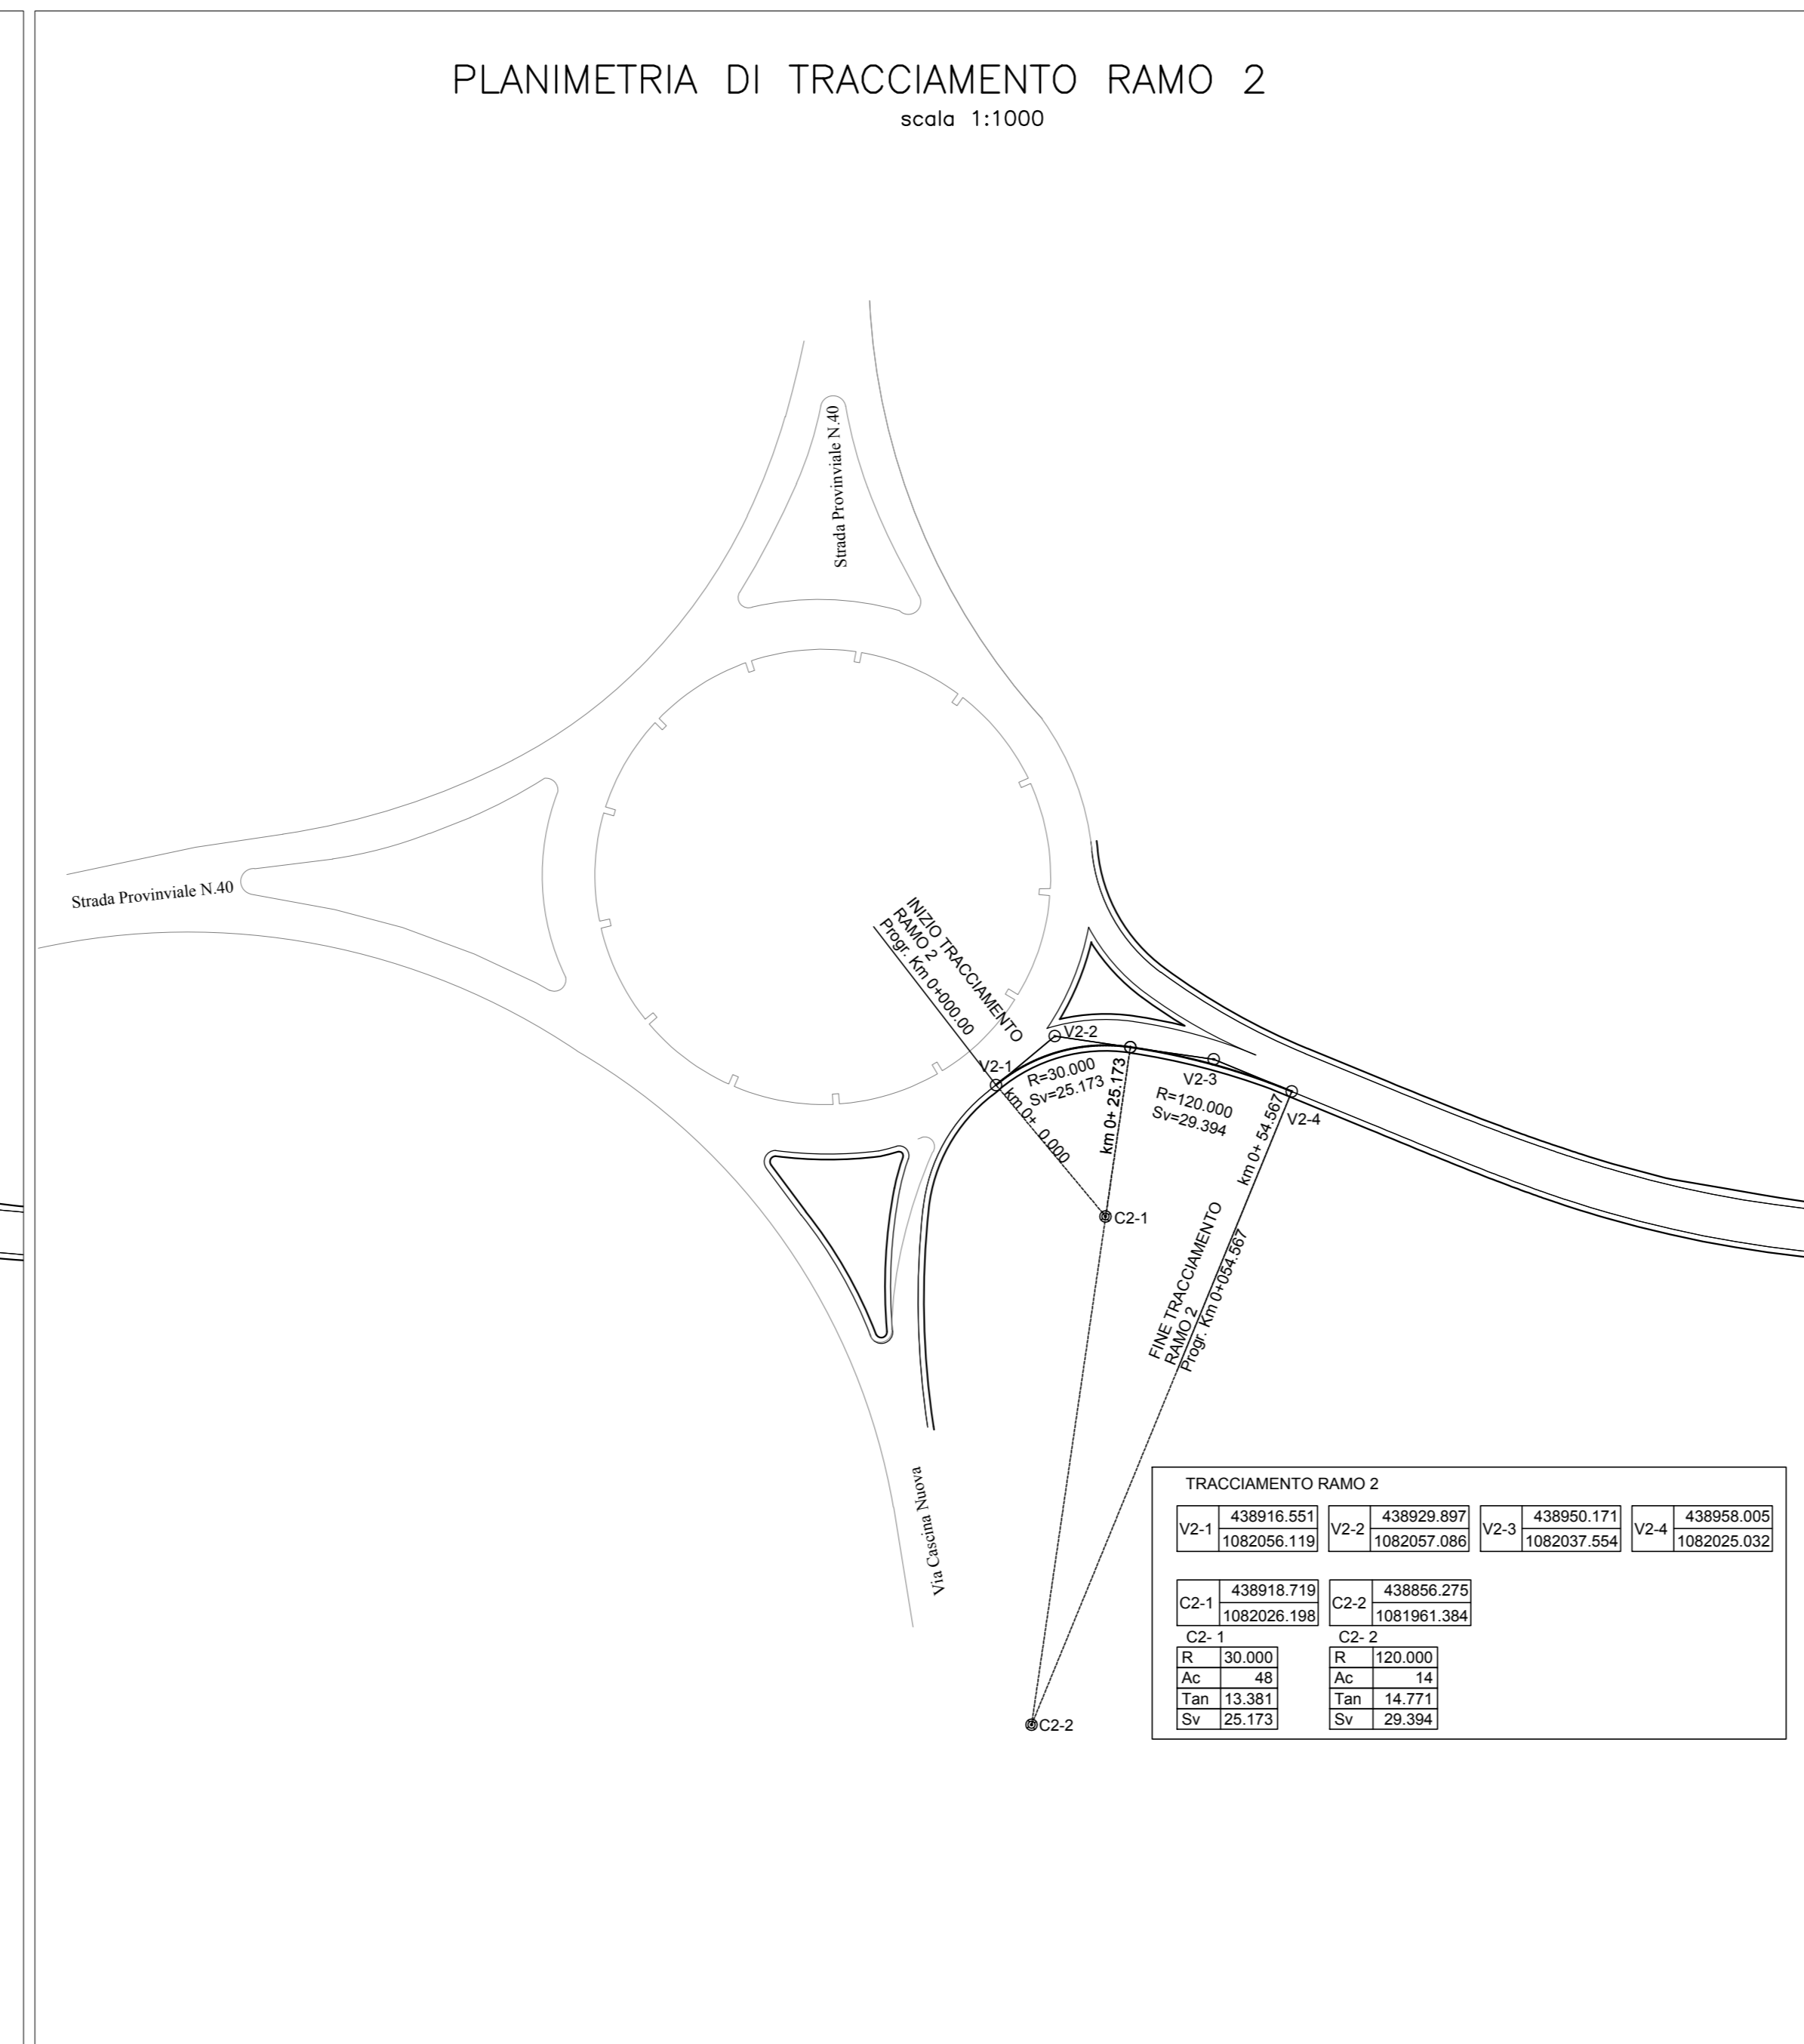 PLANIMETRIA DI TRACCIAMENTO RAMO 2
scala 1:1000
Strada Provinviale N.40
Strada Provinviale N.40
INIZIO TRACCIAMENTO
RAMO 2
Progr. Km 0+000.00
V2-1
V2-2
R=30.000
Sv=25.173
km 0+ 0.000
km 0+ 25.173
V2-3
R=120.000
Sv=29.394
V2-4
km 0+ 54.567
C2-1
FINE TRACCIAMENTO
RAMO 2
Progr. Km 0+054.567
Via Cascina Nuova
C2-2
TRACCIAMENTO RAMO 2
V2-1 438916.551 1082056.119
V2-2 438929.897 1082057.086
V2-3 438950.171 1082037.554
V2-4 438958.005 1082025.032
C2-1 438918.719 1082026.198
C2-2 438856.275 1081961.384
C2- 1
R 30.000
Ac 48
Tan 13.381
Sv 25.173
C2- 2
R 120.000
Ac 14
Tan 14.771
Sv 29.394